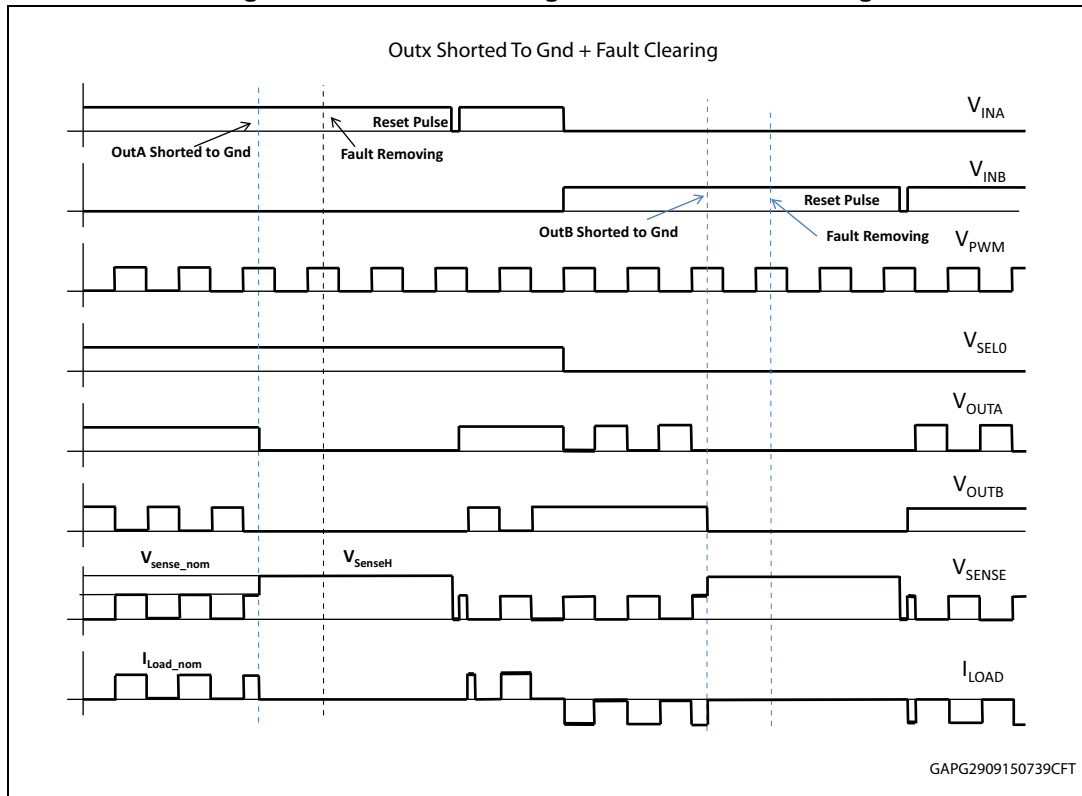 Outx Shorted To Gnd + Fault Clearing
V_INA
Reset Pulse
OutA Shorted to Gnd
Fault Removing
V_INB
Reset Pulse
OutB Shorted to Gnd
Fault Removing
V_PWM
V_SEL0
V_OUTA
V_OUTB
V_sense_nom
V_SenseH
V_SENSE
I_Load_nom
I_LOAD
GAPG2909150739CFT